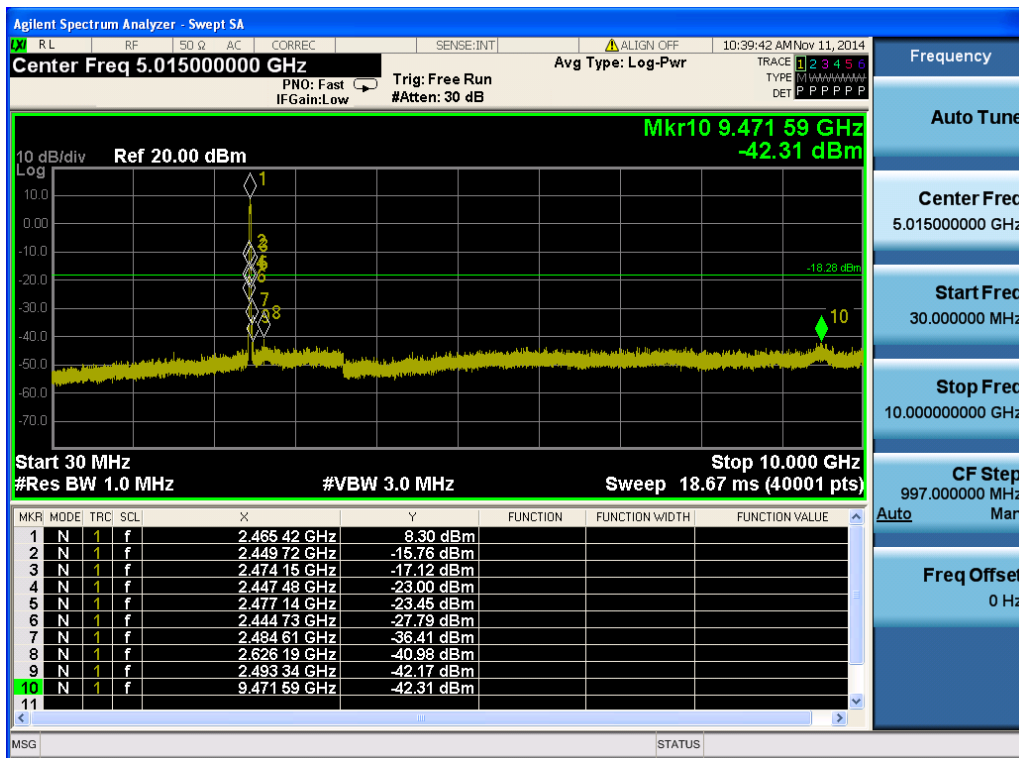 Agilent Spectrum Analyzer - Swept SA
LXI RL RF 50 Ω AC CORREC SENSE:INT ALIGN OFF 10:39:42 AM Nov 11, 2014
Center Freq 5.015000000 GHz
PNO: Fast
IFGain:Low
Trig: Free Run
#Atten: 30 dB
Avg Type: Log-Pwr
TRACE 1 2 3 4 5 6
TYPE M
DET P P P P P P
Mkr10 9.471 59 GHz
-42.31 dBm
10 dB/div Ref 20.00 dBm
Log
10.0
0.00
-10.0
-20.0
-30.0
-40.0
-50.0
-60.0
-70.0
1
7
8
10
-18.28 dBm
Start 30 MHz Stop 10.000 GHz
#Res BW 1.0 MHz #VBW 3.0 MHz Sweep 18.67 ms (40001 pts)
MKR MODE TRC SCL X Y FUNCTION FUNCTION WIDTH FUNCTION VALUE
1 N 1 f 2.465 42 GHz 8.30 dBm
2 N 1 f 2.449 72 GHz -15.76 dBm
3 N 1 f 2.474 15 GHz -17.12 dBm
4 N 1 f 2.447 48 GHz -23.00 dBm
5 N 1 f 2.477 14 GHz -23.45 dBm
6 N 1 f 2.444 73 GHz -27.79 dBm
7 N 1 f 2.484 61 GHz -36.41 dBm
8 N 1 f 2.626 19 GHz -40.98 dBm
9 N 1 f 2.493 34 GHz -42.17 dBm
10 N 1 f 9.471 59 GHz -42.31 dBm
11
MSG STATUS
Frequency
Auto Tune
Center Freq
5.015000000 GHz
Start Freq
30.000000 MHz
Stop Freq
10.000000000 GHz
CF Step
997.000000 MHz
Auto Man
Freq Offset
0 Hz